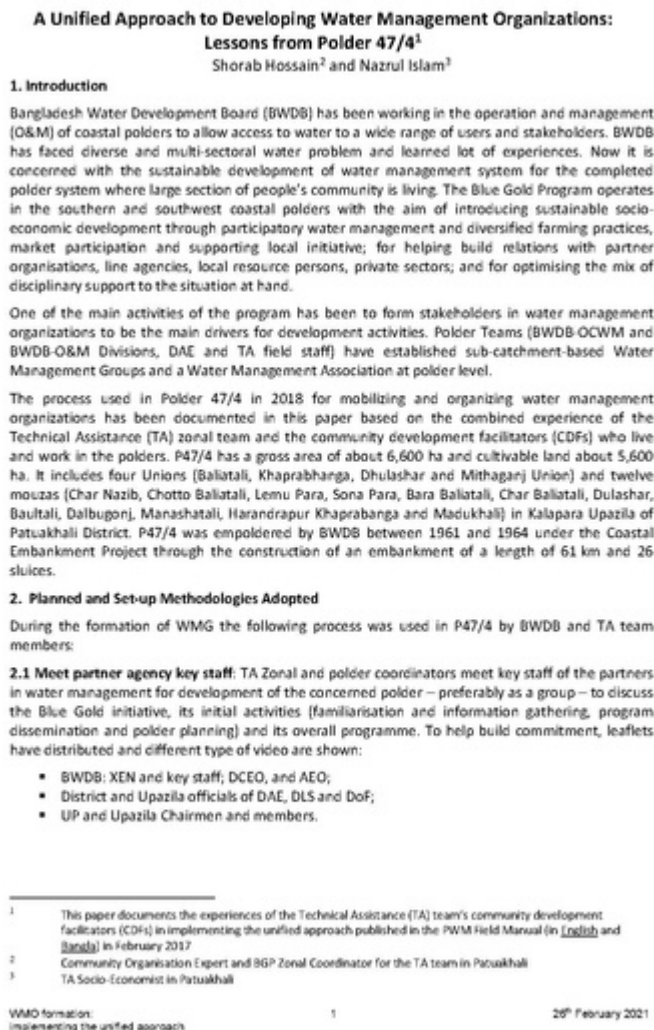 A Unified Approach to Developing Water Management Organizations:
Lessons from Polder 47/4¹
Shorab Hossain² and Nazrul Islam³
1. Introduction
Bangladesh Water Development Board (BWDB) has been working in the operation and management
(O&M) of coastal polders to allow access to water to a wide range of users and stakeholders. BWDB
has faced diverse and multi-sectoral water problem and learned lot of experiences. Now it is
concerned with the sustainable development of water management system for the completed
polder system where large section of people's community is living. The Blue Gold Program operates
in the southern and southwest coastal polders with the aim of introducing sustainable socio-
economic development through participatory water management and diversified farming practices,
market participation and supporting local initiative; for helping build relations with partner
organisations, line agencies, local resource persons, private sectors; and for optimising the mix of
disciplinary support to the situation at hand.
One of the main activities of the program has been to form stakeholders in water management
organizations to be the main drivers for development activities. Polder Teams (BWDB-OCWM and
BWDB-O&M Divisions, DAE and TA field staff) have established sub-catchment-based Water
Management Groups and a Water Management Association at polder level.
The process used in Polder 47/4 in 2018 for mobilizing and organizing water management
organizations has been documented in this paper based on the combined experience of the
Technical Assistance (TA) zonal team and the community development facilitators (CDFs) who live
and work in the polders. P47/4 has a gross area of about 6,600 ha and cultivable land about 5,600
ha. It includes four Unions (Baliatali, Khaprabhanga, Dhulashar and Mithaganj Union) and twelve
mouzas (Char Nazib, Chotto Baliatali, Lemu Para, Sona Para, Bara Baliatali, Char Baliatali, Dulashar,
Baultali, Dalbugonj, Manashatali, Harandrapur Khaprabanga and Madukhali) in Kalapara Upazila of
Patuakhali District. P47/4 was empoldered by BWDB between 1961 and 1964 under the Coastal
Embankment Project through the construction of an embankment of a length of 61 km and 26
sluices.
2. Planned and Set-up Methodologies Adopted
During the formation of WMG the following process was used in P47/4 by BWDB and TA team
members:
2.1 Meet partner agency key staff: TA Zonal and polder coordinators meet key staff of the partners
in water management for development of the concerned polder – preferably as a group – to discuss
the Blue Gold initiative, its initial activities (familiarisation and information gathering, program
dissemination and polder planning) and its overall programme. To help build commitment, leaflets
have distributed and different type of video are shown:
▪ BWDB: XEN and key staff; DCEO, and AEO;
▪ District and Upazila officials of DAE, DLS and DoF;
▪ UP and Upazila Chairmen and members.
1 This paper documents the experiences of the Technical Assistance (TA) team's community development
facilitators (CDFs) in implementing the unified approach published in the PWM Field Manual (in English and
Bangla) in February 2017
2 Community Organisation Expert and BGP Zonal Coordinator for the TA team in Patuakhali
3 TA Socio-Economist in Patuakhali
WMO formation: 1 26th February 2021
implementing the unified approach